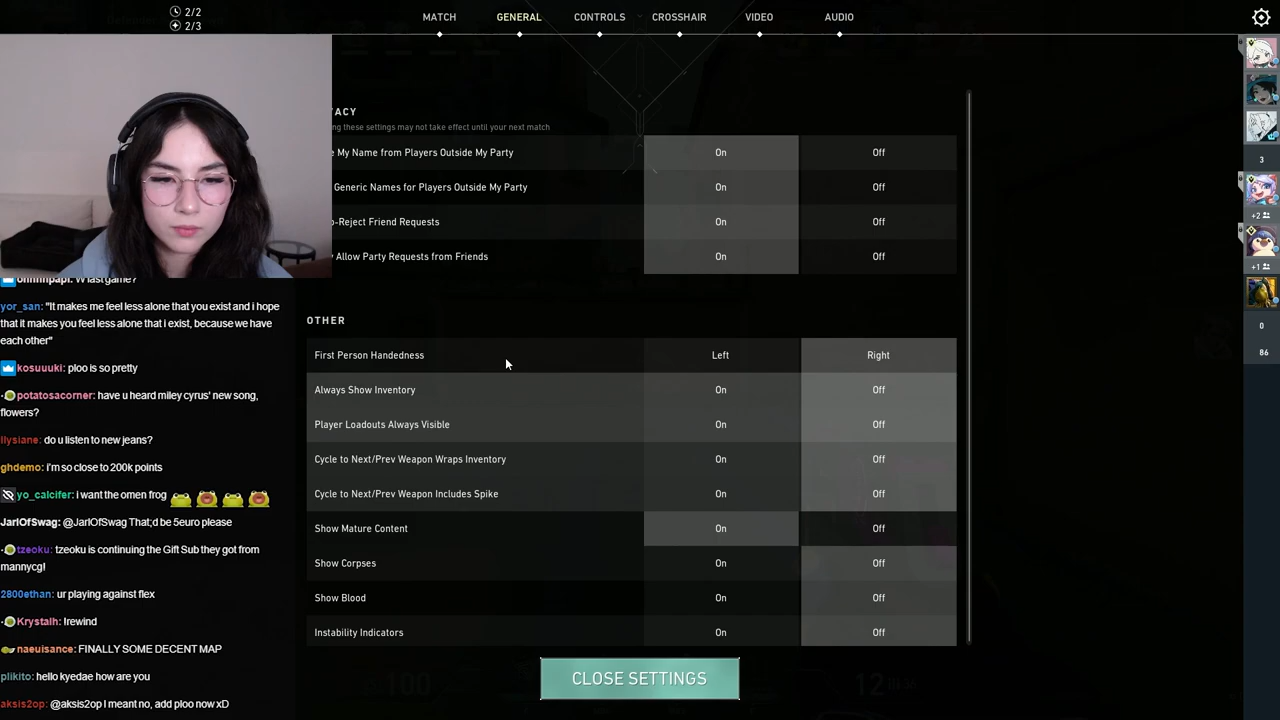 2/2
2/3
MATCH
GENERAL
CONTROLS
CROSSHAIR
VIDEO
AUDIO
ng these settings may not take effect until your next match
My Name from Players Outside My Party On Off
Generic Names for Players Outside My Party On Off
-Reject Friend Requests On Off
Allow Party Requests from Friends On Off
OTHER
First Person Handedness Left Right
Always Show Inventory On Off
Player Loadouts Always Visible On Off
Cycle to Next/Prev Weapon Wraps Inventory On Off
Cycle to Next/Prev Weapon Includes Spike On Off
Show Mature Content On Off
Show Corpses On Off
Show Blood On Off
Instability Indicators On Off
CLOSE SETTINGS
100
12
3
+2
+1
0
86
W last game?
yor_san: "It makes me feel less alone that you exist and i hope
that it makes you feel less alone that i exist, because we have
each other"
kosuuuki: ploo is so pretty
potatosacorner: have u heard miley cyrus' new song,
flowers?
llysiane: do u listen to new jeans?
ghdemo: i'm so close to 200k points
yo_calcifer: i want the omen frog
JarlOfSwag: @JarlOfSwag That;d be 5euro please
tzeoku: tzeoku is continuing the Gift Sub they got from
mannycg!
2800ethan: ur playing against flex
Krystalh: !rewind
naeuisance: FINALLY SOME DECENT MAP
plikito: hello kyedae how are you
aksis2op: @aksis2op I meant no, add ploo now xD